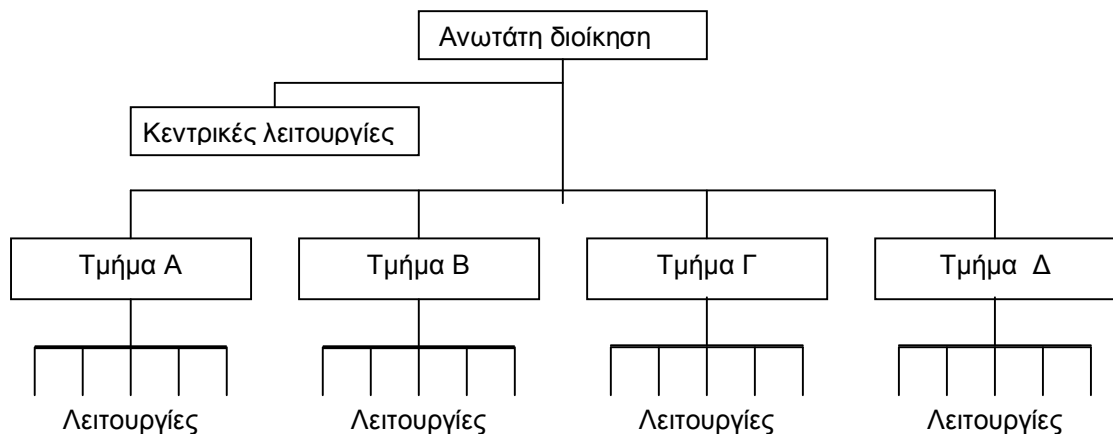 Ανωτάτη διοίκηση
Κεντρικές λειτουργίες
Τμήμα Α
Τμήμα Β
Τμήμα Γ
Τμήμα Δ
Λειτουργίες
Λειτουργίες
Λειτουργίες
Λειτουργίες